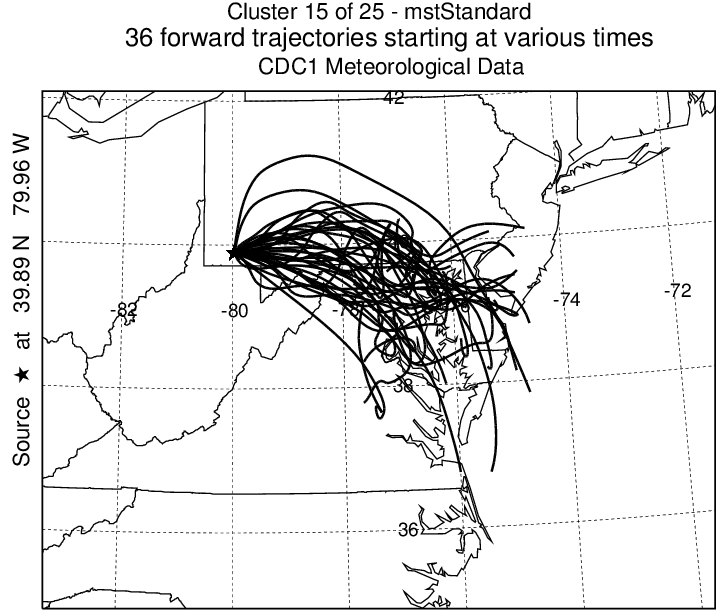 Cluster 15 of 25 - mstStandard
36 forward trajectories starting at various times
CDC1 Meteorological Data
Source ★ at 39.89 N 79.96 W
42
-82
-80
-74
-72
38
36